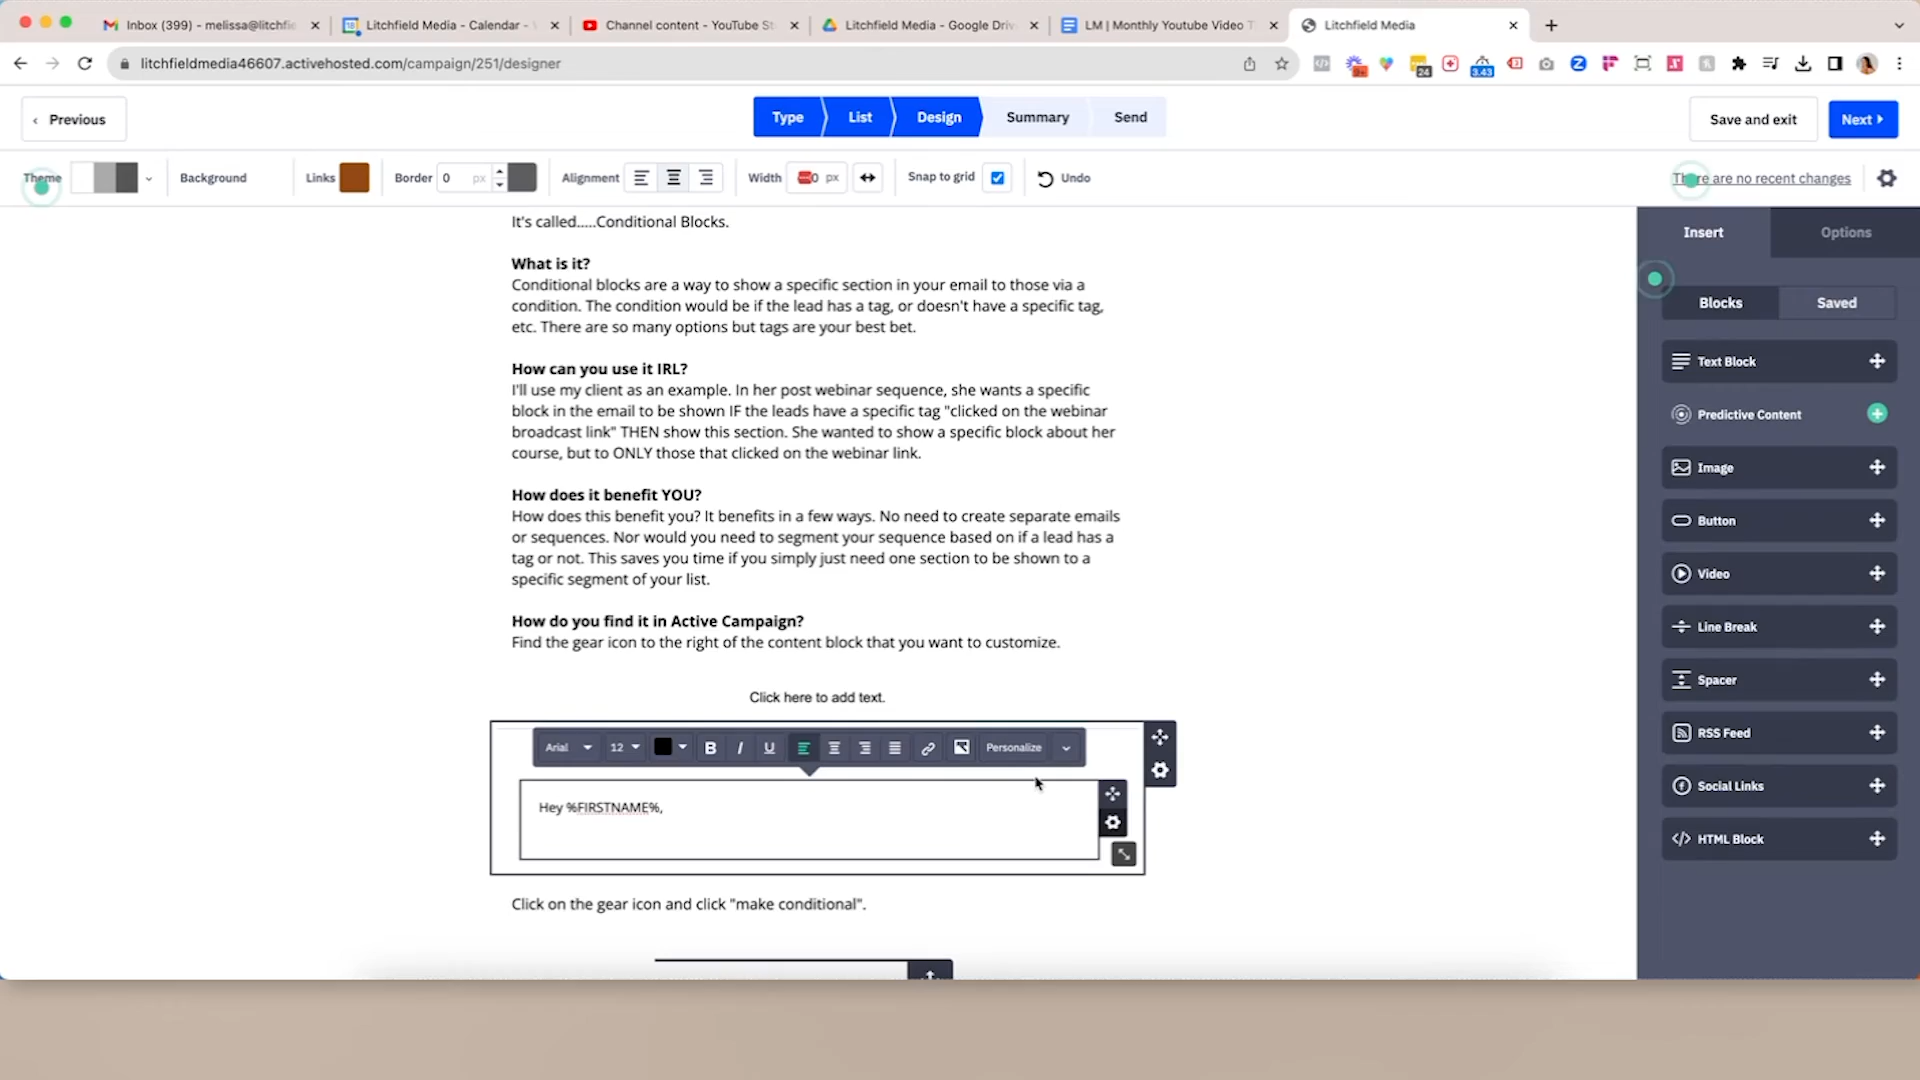 Inbox (399) - melissa@litchfie
Litchfield Media - Calendar -
Channel content - YouTube St
Litchfield Media - Google Driv
LM | Monthly Youtube Video T
Litchfield Media
litchfieldmedia46607.activehosted.com/campaign/251/designer
9+
24
3.43
Previous
Type
List
Design
Summary
Send
Save and exit
Next
Theme
Background
Links
Border
0
px
Alignment
Width
px
Snap to grid
Undo
There are no recent changes
It's called.....Conditional Blocks.
What is it?
Conditional blocks are a way to show a specific section in your email to those via a
condition. The condition would be if the lead has a tag, or doesn't have a specific tag,
etc. There are so many options but tags are your best bet.
How can you use it IRL?
I'll use my client as an example. In her post webinar sequence, she wants a specific
block in the email to be shown IF the leads have a specific tag "clicked on the webinar
broadcast link" THEN show this section. She wanted to show a specific block about her
course, but to ONLY those that clicked on the webinar link.
How does it benefit YOU?
How does this benefit you? It benefits in a few ways. No need to create separate emails
or sequences. Nor would you need to segment your sequence based on if a lead has a
tag or not. This saves you time if you simply just need one section to be shown to a
specific segment of your list.
How do you find it in Active Campaign?
Find the gear icon to the right of the content block that you want to customize.
Click here to add text.
Arial
12
B
I
U
Personalize
Hey %FIRSTNAME%,
Click on the gear icon and click "make conditional".
Insert
Options
Blocks
Saved
Text Block
Predictive Content
Image
Button
Video
Line Break
Spacer
RSS Feed
Social Links
HTML Block